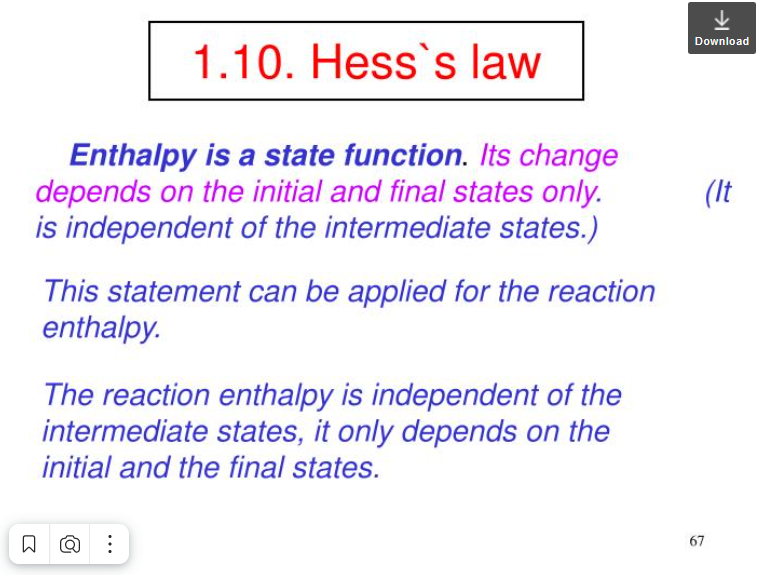 Download
1.10. Hess`s law
Enthalpy is a state function. Its change
depends on the initial and final states only. (It
is independent of the intermediate states.)
This statement can be applied for the reaction
enthalpy.
The reaction enthalpy is independent of the
intermediate states, it only depends on the
initial and the final states.
67